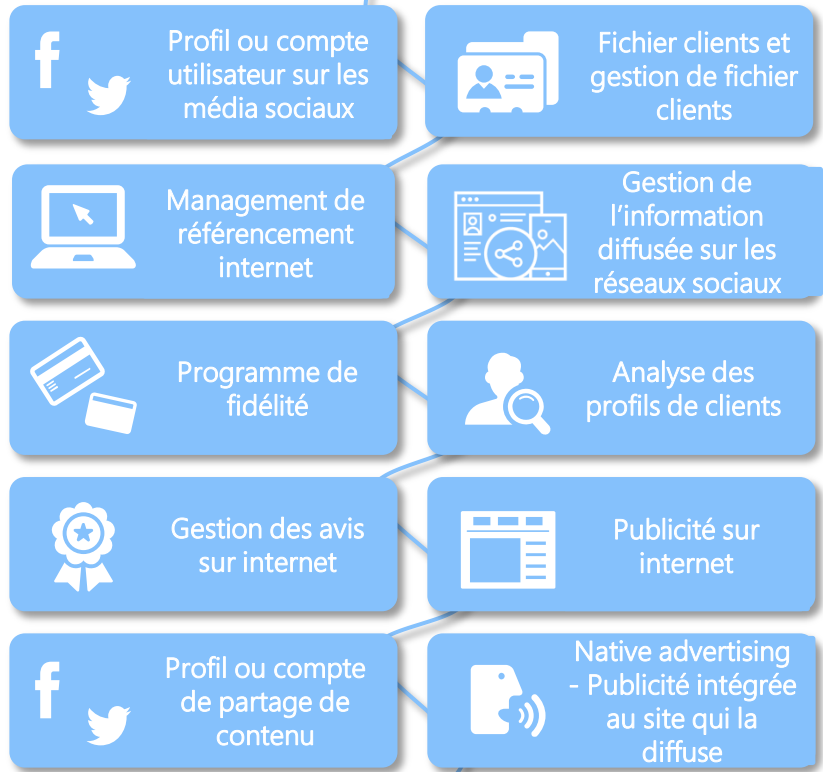 Profil ou compte
utilisateur sur les
média sociaux
Fichier clients et
gestion de fichier
clients
Management de
référencement
internet
Gestion de
l'information
diffusée sur les
réseaux sociaux
Programme de
fidélité
Analyse des
profils de clients
Gestion des avis
sur internet
Publicité sur
internet
Profil ou compte
de partage de
contenu
Native advertising
- Publicité intégrée
au site qui la
diffuse